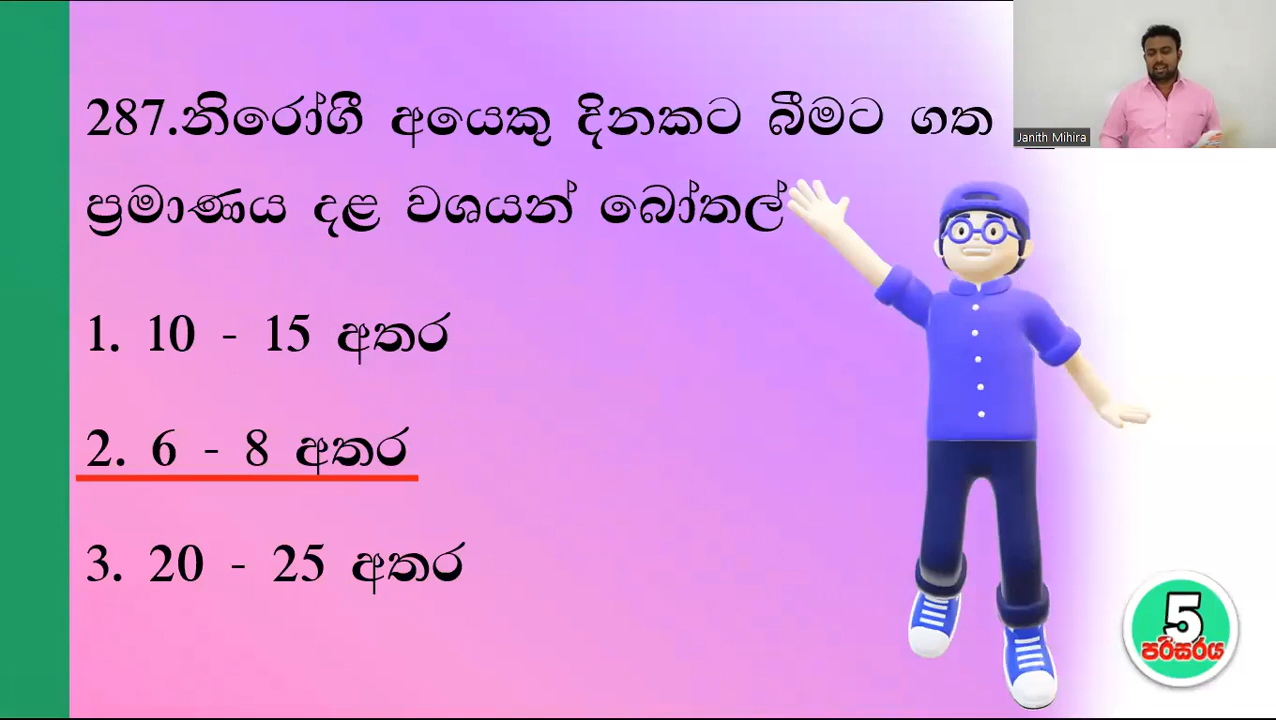 287.නිරෝගී අයෙකු දිනකට බීමට ගත
ප්‍රමාණය දළ වශයන් බෝතල්
1. 10 - 15 අතර
2. 6 - 8 අතර
3. 20 - 25 අතර
Janith Mihira
5
පරිසරය